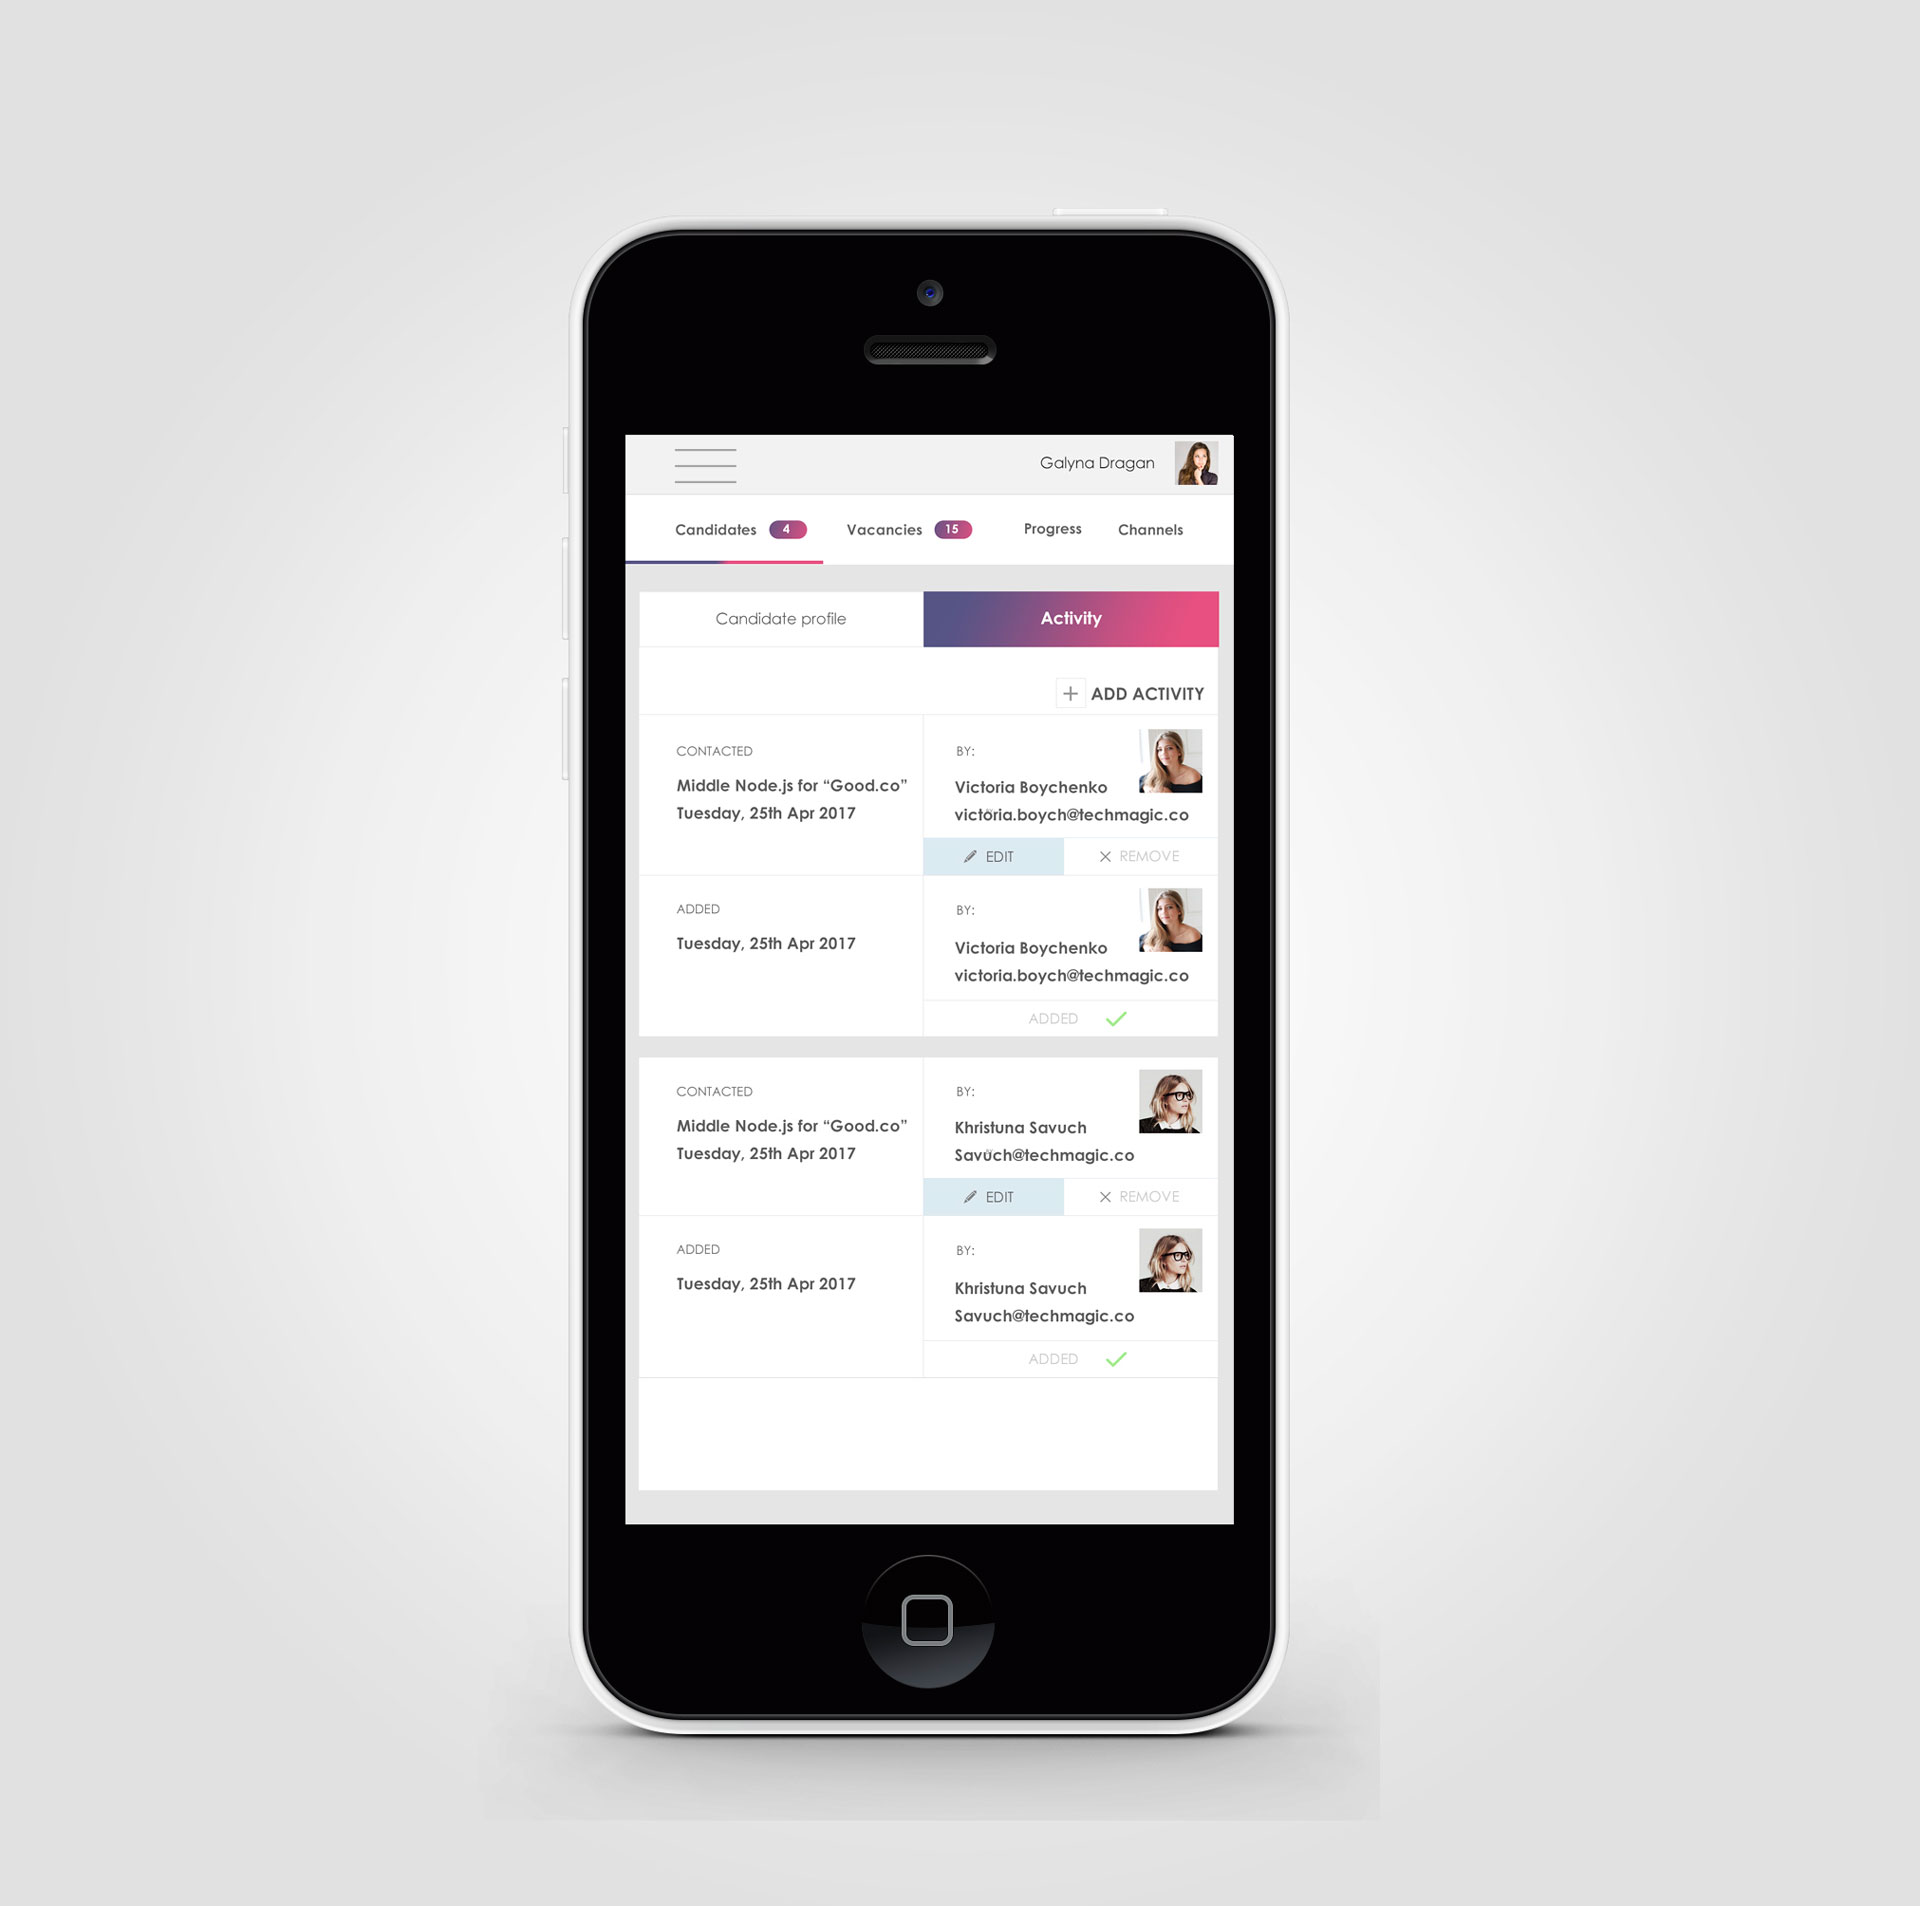 Galyna Dragan
Candidates 4 Vacancies 15 Progress Channels
Candidate profile Activity
ADD ACTIVITY
CONTACTED
Middle Node.js for “Good.co”
Tuesday, 25th Apr 2017
BY:
Victoria Boychenko
victoria.boych@techmagic.co
EDIT REMOVE
ADDED
Tuesday, 25th Apr 2017
BY:
Victoria Boychenko
victoria.boych@techmagic.co
ADDED
CONTACTED
Middle Node.js for “Good.co”
Tuesday, 25th Apr 2017
BY:
Khristuna Savuch
Savuch@techmagic.co
EDIT REMOVE
ADDED
Tuesday, 25th Apr 2017
BY:
Khristuna Savuch
Savuch@techmagic.co
ADDED